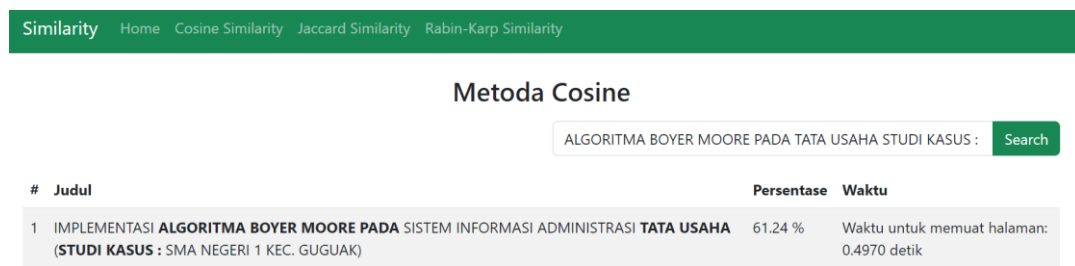 Similarity Home Cosine Similarity Jaccard Similarity Rabin-Karp Similarity
Metoda Cosine
ALGORITMA BOYER MOORE PADA TATA USAHA STUDI KASUS : Search
# Judul Persentase Waktu
1 IMPLEMENTASI ALGORITMA BOYER MOORE PADA SISTEM INFORMASI ADMINISTRASI TATA USAHA 61.24 % Waktu untuk memuat halaman:
(STUDI KASUS : SMA NEGERI 1 KEC. GUGUAK) 0.4970 detik